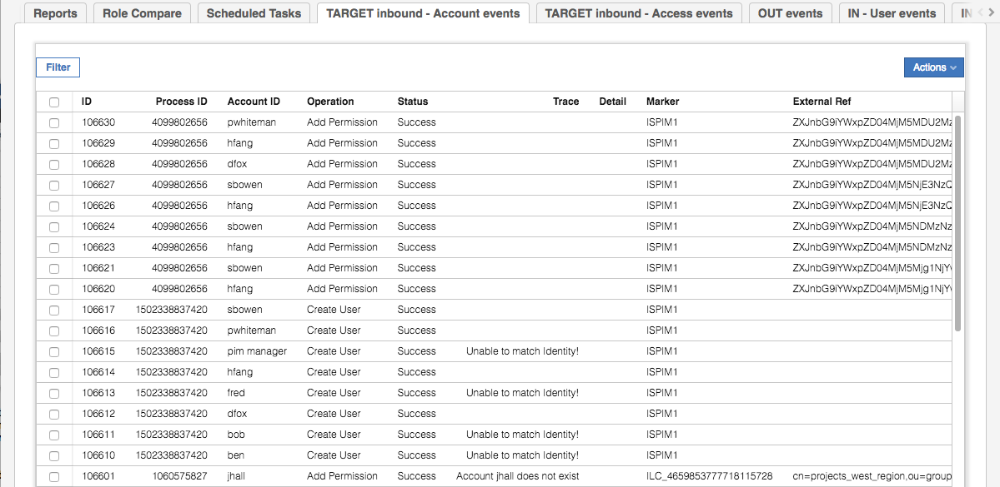 Reports Role Compare Scheduled Tasks TARGET inbound - Account events TARGET inbound - Access events OUT events IN - User events IN
Filter Actions
ID Process ID Account ID Operation Status Trace Detail Marker External Ref
106630 4099802656 pwhiteman Add Permission Success ISPIM1 ZXJnbG9iYWxpZD04MjM5MDU2Mz
106629 4099802656 hfang Add Permission Success ISPIM1 ZXJnbG9iYWxpZD04MjM5MDU2Mz
106628 4099802656 dfox Add Permission Success ISPIM1 ZXJnbG9iYWxpZD04MjM5MDU2Mz
106627 4099802656 sbowen Add Permission Success ISPIM1 ZXJnbG9iYWxpZD04MjM5NjE3NzQ
106626 4099802656 hfang Add Permission Success ISPIM1 ZXJnbG9iYWxpZD04MjM5NjE3NzQ
106624 4099802656 sbowen Add Permission Success ISPIM1 ZXJnbG9iYWxpZD04MjM5NDMzNz
106623 4099802656 hfang Add Permission Success ISPIM1 ZXJnbG9iYWxpZD04MjM5NDMzNz
106621 4099802656 sbowen Add Permission Success ISPIM1 ZXJnbG9iYWxpZD04MjM5Mjg1NjY
106620 4099802656 hfang Add Permission Success ISPIM1 ZXJnbG9iYWxpZD04MjM5Mjg1NjY
106617 1502338837420 sbowen Create User Success ISPIM1
106616 1502338837420 pwhiteman Create User Success ISPIM1
106615 1502338837420 pim manager Create User Success Unable to match Identity! ISPIM1
106614 1502338837420 hfang Create User Success ISPIM1
106613 1502338837420 fred Create User Success Unable to match Identity! ISPIM1
106612 1502338837420 dfox Create User Success ISPIM1
106611 1502338837420 bob Create User Success Unable to match Identity! ISPIM1
106610 1502338837420 ben Create User Success Unable to match Identity! ISPIM1
106601 1060575827 jhall Add Permission Success Account jhall does not exist ILC_4659853777718115728 cn=projects_west_region,ou=group